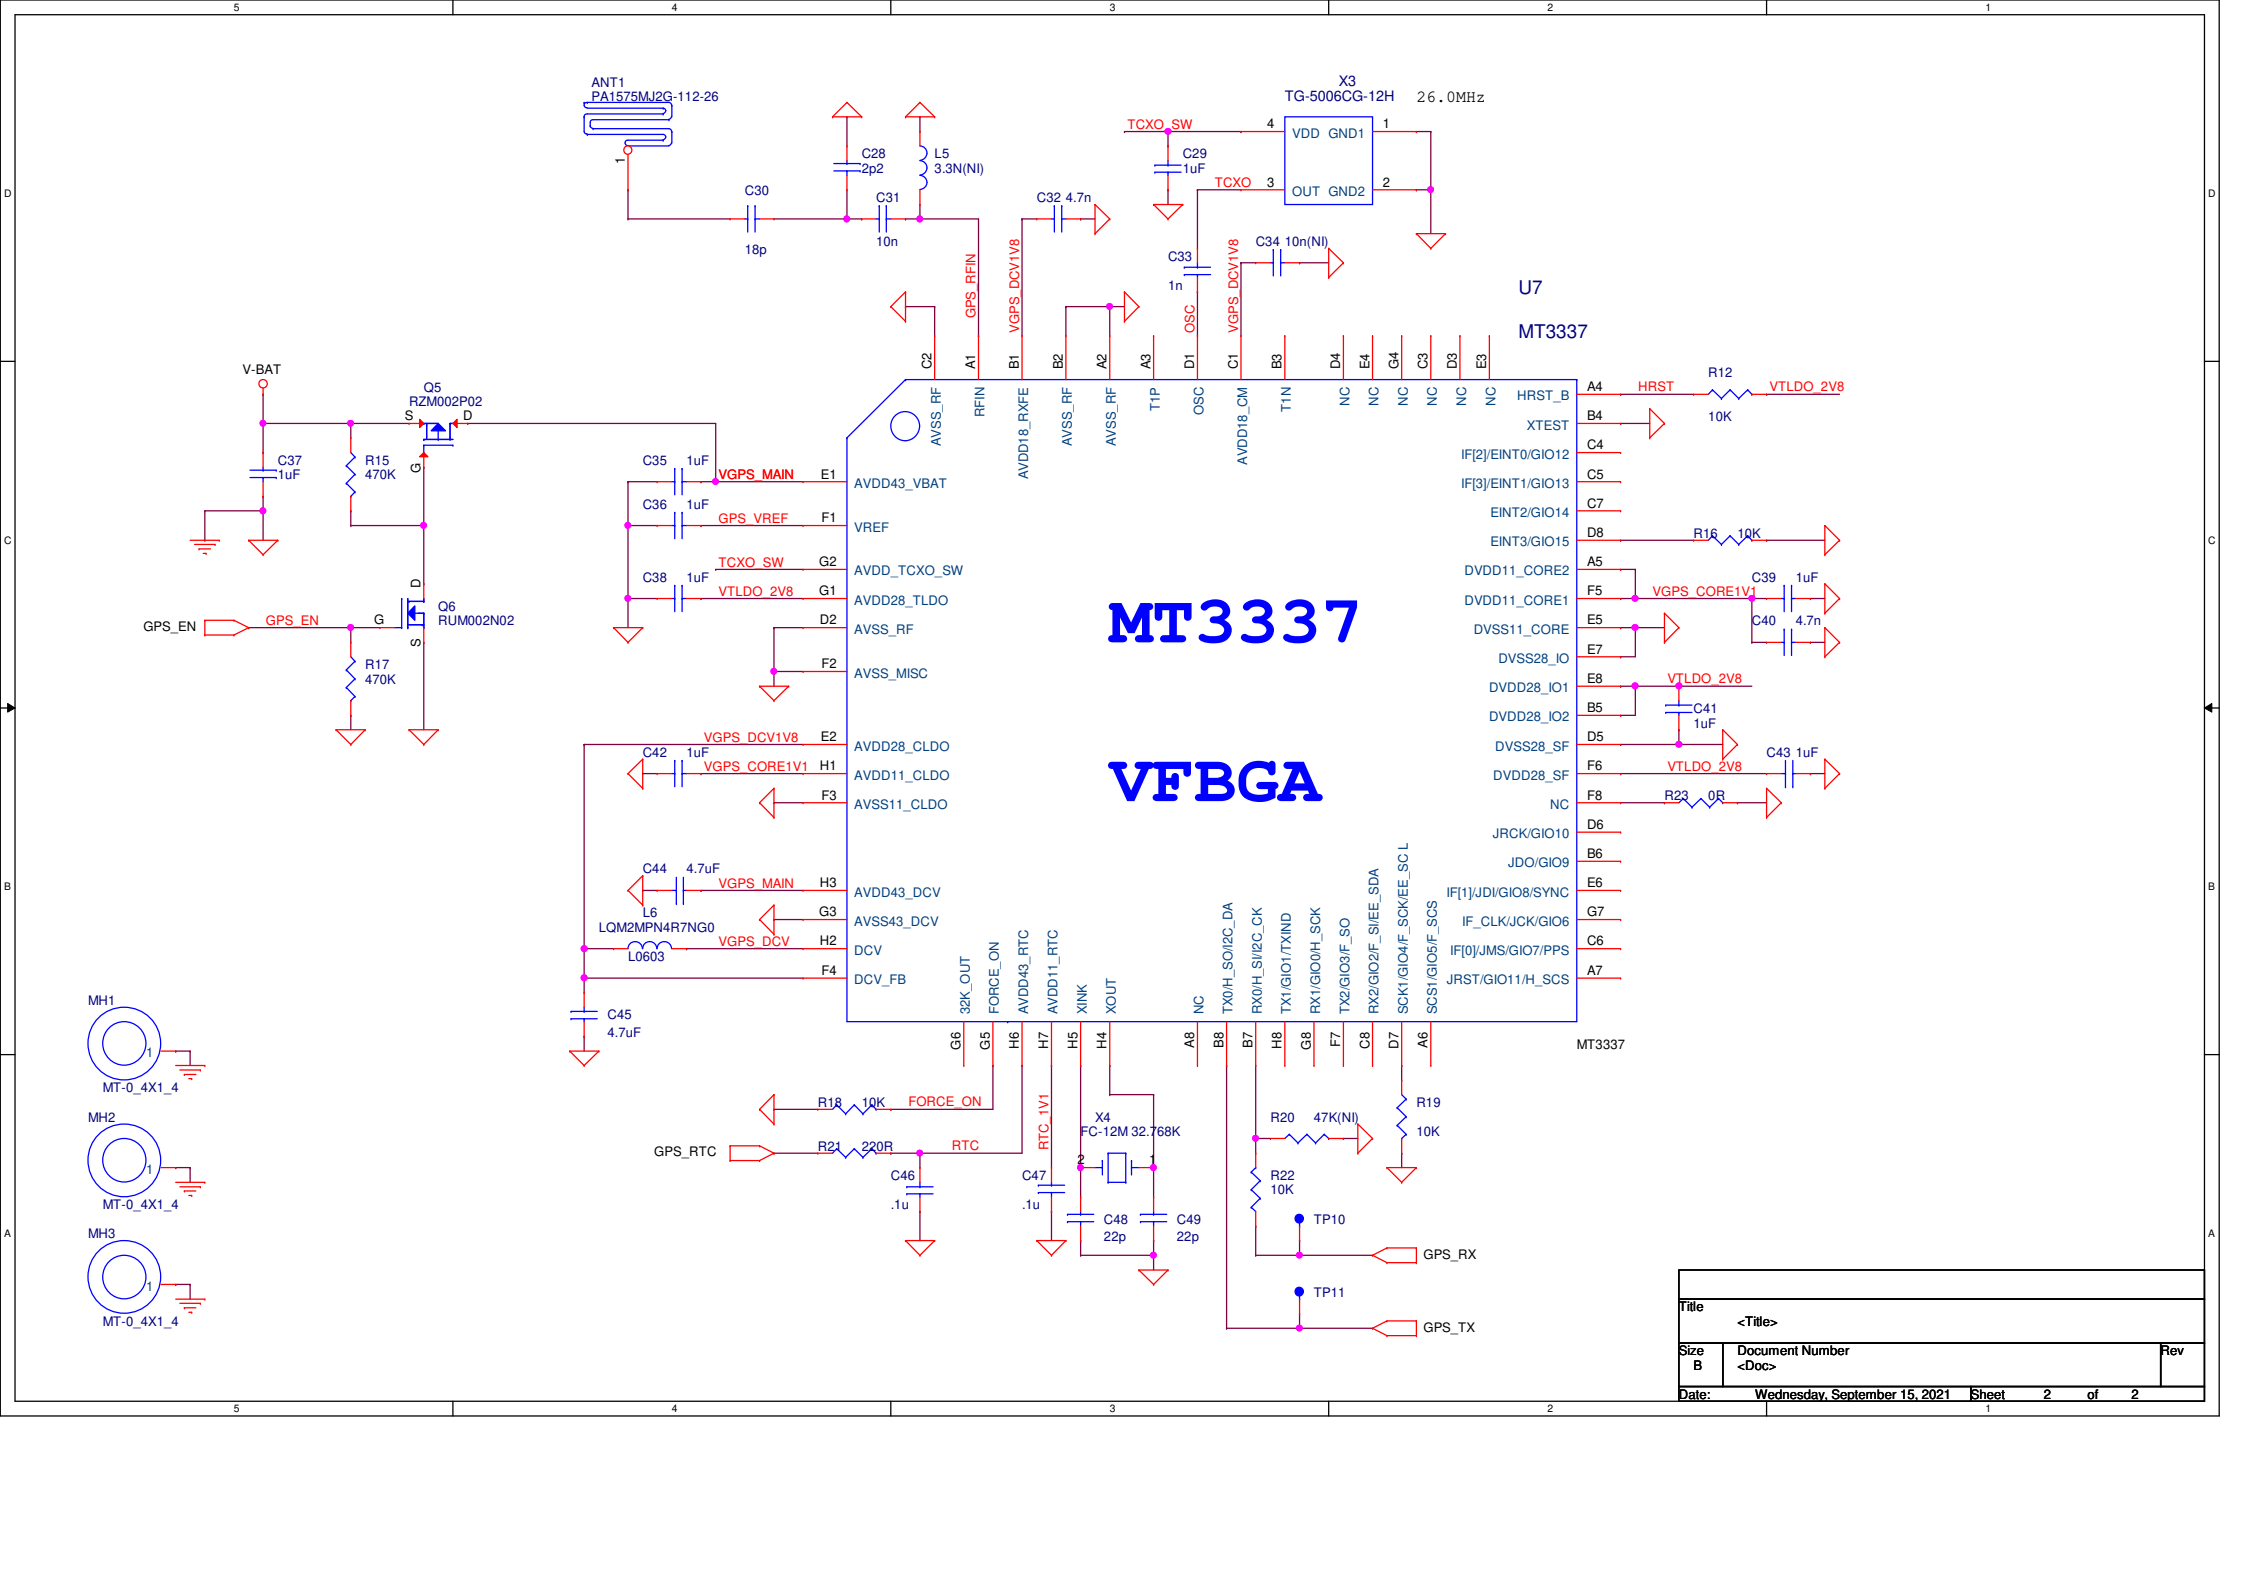 5 4 3 2 1
D D
C C
B B
A A
ANT1
PA1575MJ2G-112-26
1
C28
2p2
L5
3.3N(NI)
C30
18p
C31
10n
C32 4.7n
X3
TG-5006CG-12H 26.0MHz
TCXO_SW 4 VDD GND1 1
C29
1uF
TCXO 3 OUT GND2 2
C33
1n
C34 10n(NI)
GPS_RFIN
VGPS_DCV1V8
OSC
VGPS_DCV1V8
U7
MT3337
C2 AVSS_RF
A1 RFIN
B1 AVDD18_RXFE
B2 AVSS_RF
A2 AVSS_RF
A3 T1P
D1 OSC
C1 AVDD18_CM
B3 T1N
D4 NC
E4 NC
G4 NC
C3 NC
D3 NC
E3 NC
V-BAT
Q5
RZM002P02
S D
G
C37
1uF
R15
470K
D
Q6
RUM002N02
G
S
GPS_EN GPS_EN
R17
470K
C35 1uF VGPS_MAIN E1 AVDD43_VBAT
C36 1uF GPS_VREF F1 VREF
TCXO_SW G2 AVDD_TCXO_SW
C38 1uF VTLDO_2V8 G1 AVDD28_TLDO
D2 AVSS_RF
F2 AVSS_MISC
VGPS_DCV1V8 E2 AVDD28_CLDO
C42 1uF VGPS_CORE1V1 H1 AVDD11_CLDO
F3 AVSS11_CLDO
C44 4.7uF VGPS_MAIN H3 AVDD43_DCV
G3 AVSS43_DCV
L6
LQM2MPN4R7NG0
L0603
VGPS_DCV H2 DCV
F4 DCV_FB
C45
4.7uF
MT3337
VFBGA
HRST_B A4 HRST R12 10K VTLDO_2V8
XTEST B4
IF[2]/EINT0/GIO12 C4
IF[3]/EINT1/GIO13 C5
EINT2/GIO14 C7
EINT3/GIO15 D8 R16 10K
DVDD11_CORE2 A5
DVDD11_CORE1 F5 VGPS_CORE1V1 C39 1uF
C40 4.7n
DVSS11_CORE E5
DVSS28_IO E7
DVDD28_IO1 E8 VTLDO_2V8
DVDD28_IO2 B5
C41
1uF
DVSS28_SF D5
DVDD28_SF F6 VTLDO_2V8 C43 1uF
NC F8 R23 0R
JRCK/GIO10 D6
JDO/GIO9 B6
IF[1]/JDI/GIO8/SYNC E6
IF_CLK/JCK/GIO6 G7
IF[0]/JMS/GIO7/PPS C6
JRST/GIO11/H_SCS A7
32K_OUT G6
FORCE_ON G5
AVDD43_RTC H6
AVDD11_RTC H7
XINK H5
XOUT H4
NC A8
TX0/H_SO/I2C_DA B8
RX0/H_SI/I2C_CK B7
TX1/GIO1/TXIND H8
RX1/GIO0/H_SCK G8
TX2/GIO3/F_SO F7
RX2/GIO2/F_SI/EE_SDA C8
SCK1/GIO4/F_SCK/EE_SCL D7
SCS1/GIO5/F_SCS A6
MT3337
R18 10K FORCE_ON
GPS_RTC R21 220R RTC
C46
.1u
RTC_1V1
C47
.1u
X4
FC-12M 32.768K
2 1
C48
22p
C49
22p
R20 47K(NI)
R19
10K
R22
10K
TP10
GPS_RX
TP11
GPS_TX
MH1
1
MT-0_4X1_4
MH2
1
MT-0_4X1_4
MH3
1
MT-0_4X1_4
Title
<Title>
Size Document Number Rev
B <Doc>
Date: Wednesday, September 15, 2021 Sheet 2 of 2
5 4 3 2 1